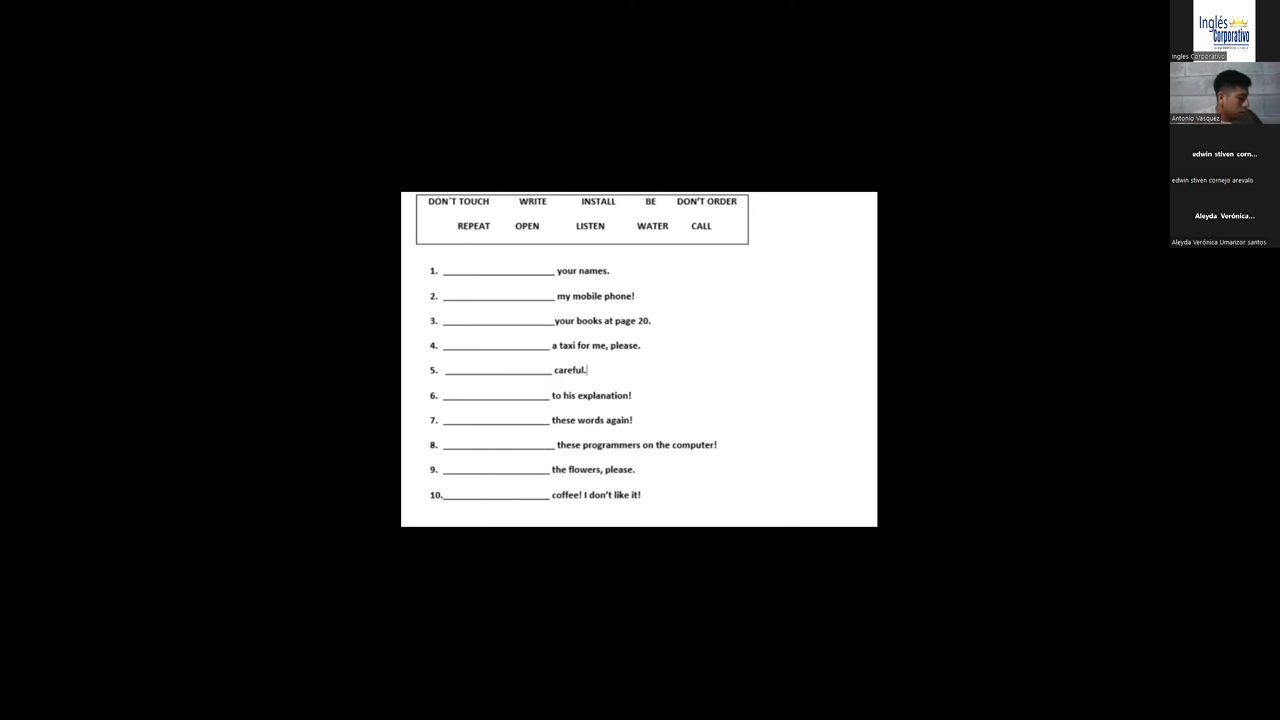 DON´T TOUCH WRITE INSTALL BE DON'T ORDER
REPEAT OPEN LISTEN WATER CALL
1. ____________________ your names.
2. ____________________ my mobile phone!
3. ____________________your books at page 20.
4. ____________________ a taxi for me, please.
5. ____________________ careful.
6. ____________________ to his explanation!
7. ____________________ these words again!
8. ____________________ these programmers on the computer!
9. ____________________ the flowers, please.
10.____________________ coffee! I don't like it!
Inglés
Corporativo
Ingles Corporativo
Antonio Vasquez
edwin stiven corn...
edwin stiven cornejo arevalo
Aleyda Verónica...
Aleyda Verónica Umanzor santos